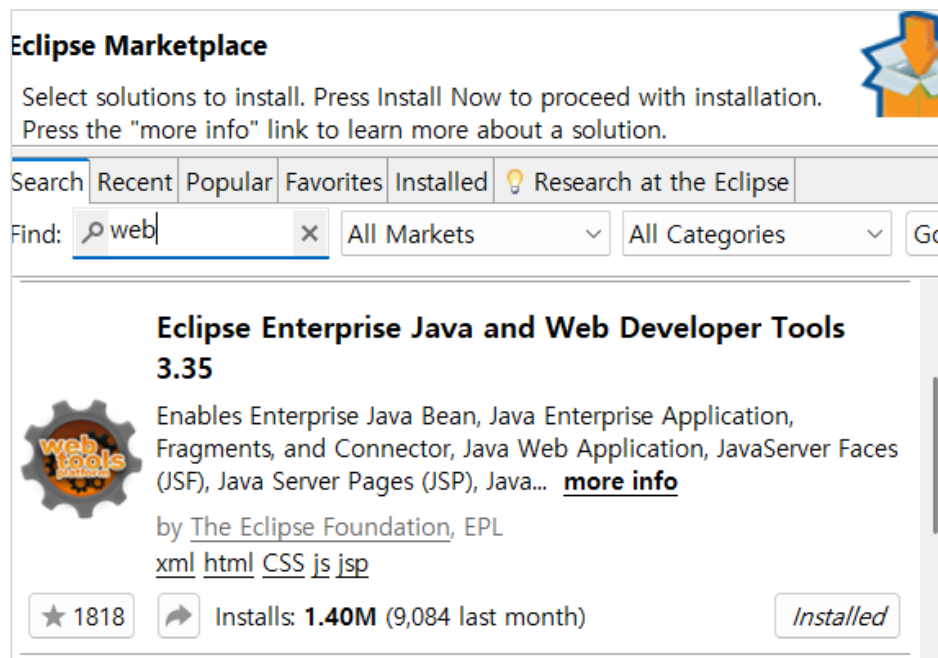 Eclipse Marketplace
Select solutions to install. Press Install Now to proceed with installation.
Press the "more info" link to learn more about a solution.
Search Recent Popular Favorites Installed Research at the Eclipse
Find: web All Markets All Categories Go
Eclipse Enterprise Java and Web Developer Tools
3.35
Enables Enterprise Java Bean, Java Enterprise Application,
Fragments, and Connector, Java Web Application, JavaServer Faces
(JSF), Java Server Pages (JSP), Java... more info
web
tools
platform
by The Eclipse Foundation, EPL
xml html CSS js jsp
1818 Installs: 1.40M (9,084 last month) Installed